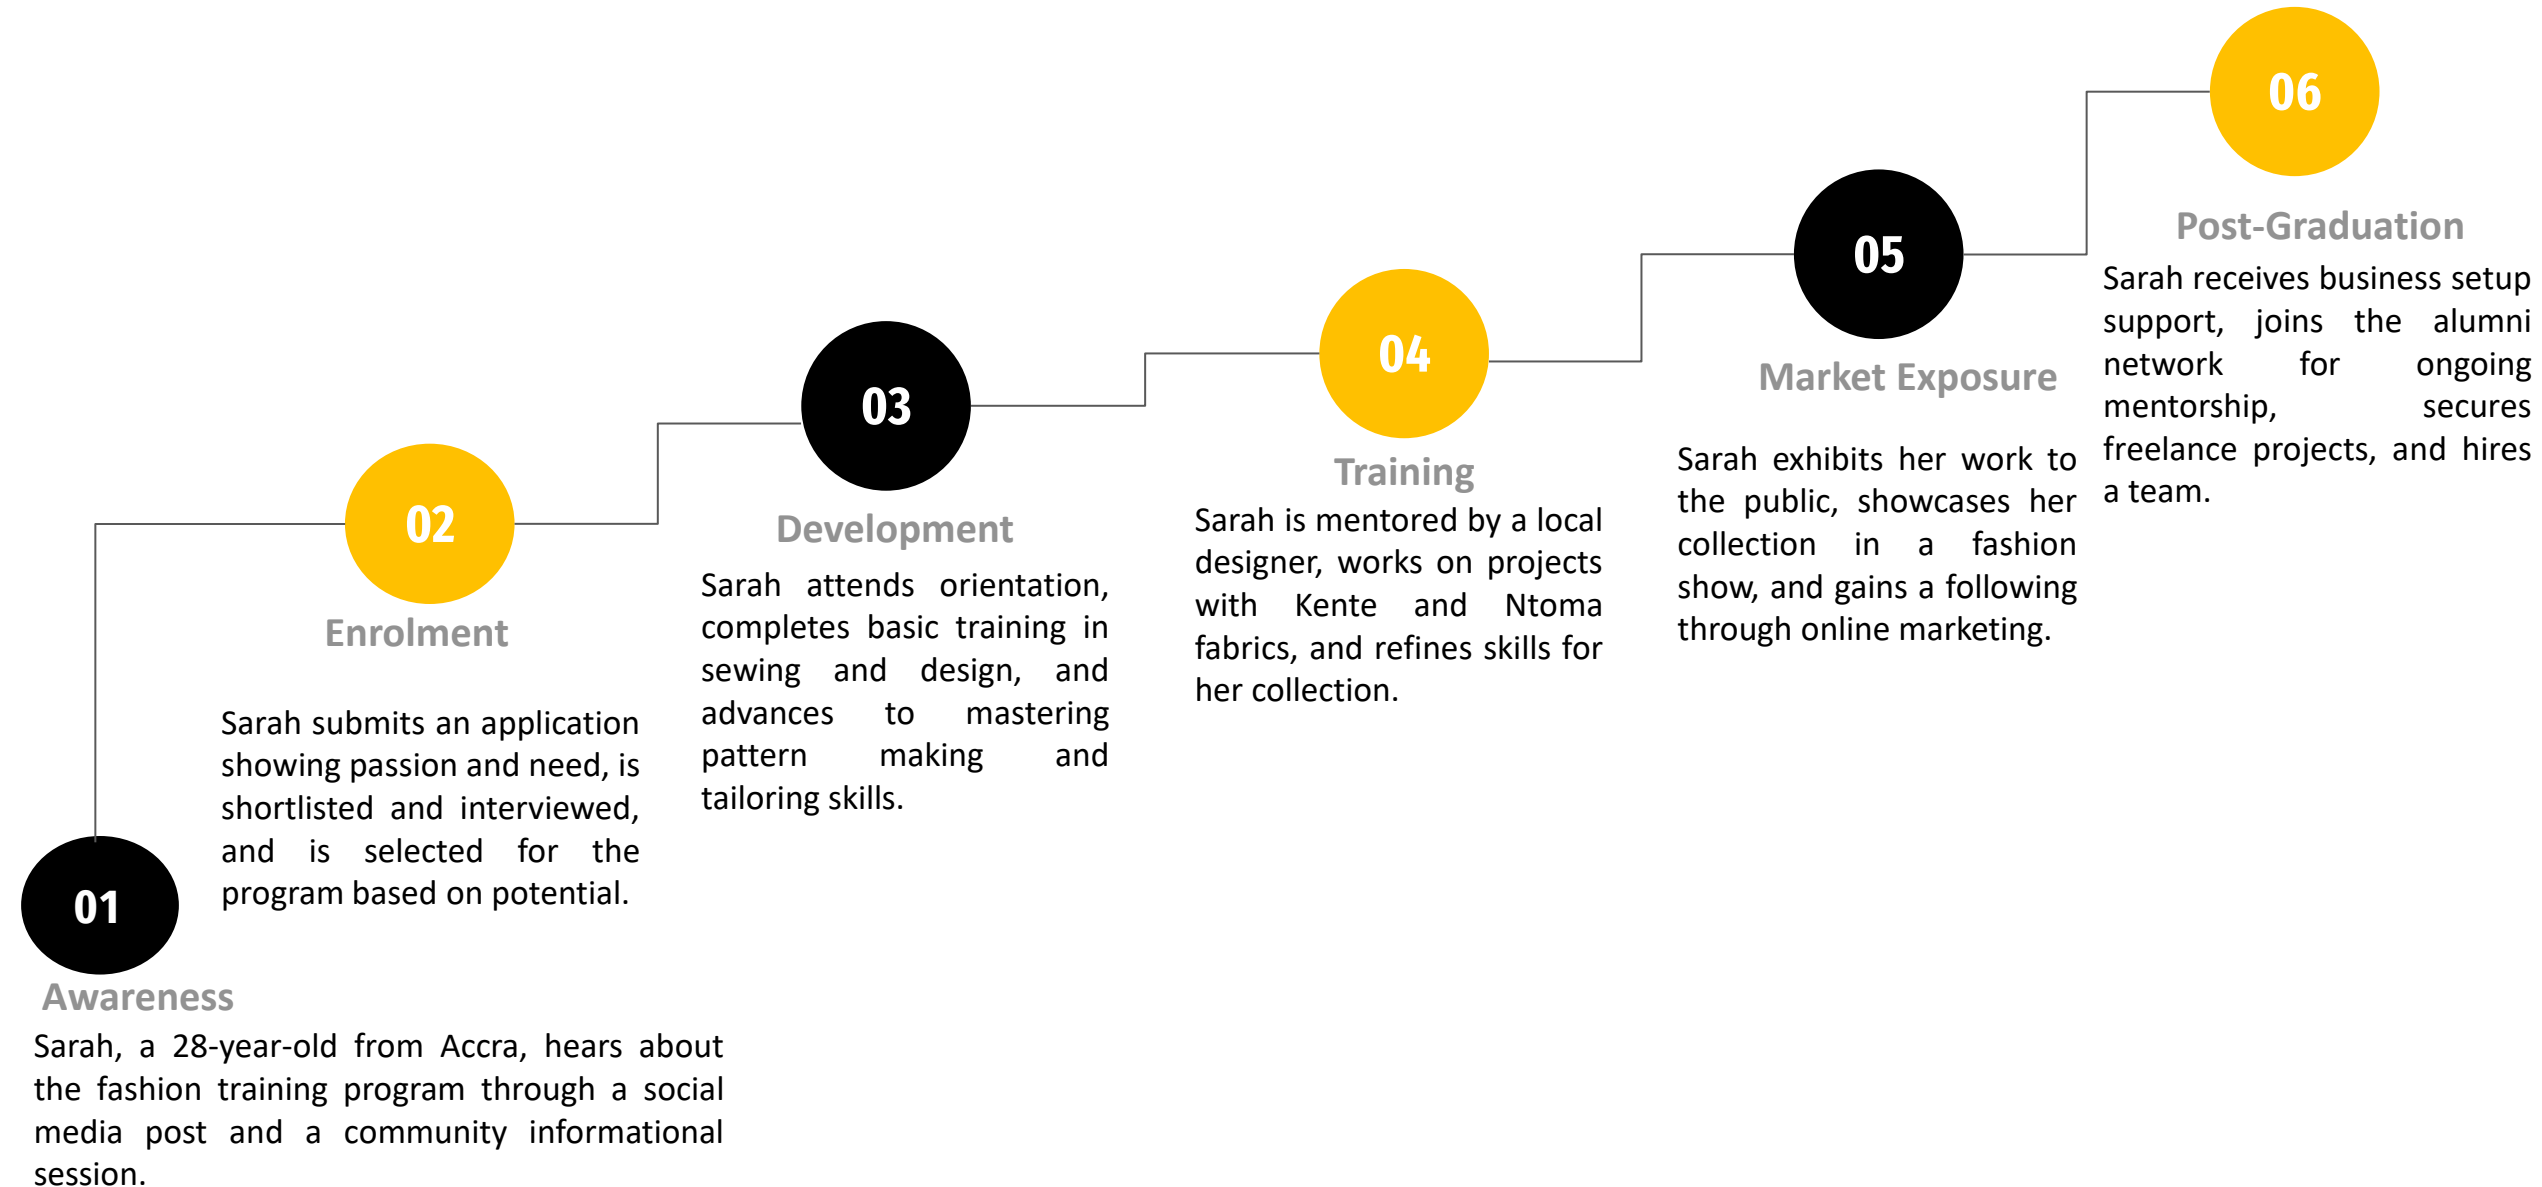 01
Awareness
Sarah, a 28-year-old from Accra, hears about
the fashion training program through a social
media post and a community informational
session.
02
Enrolment
Sarah submits an application
showing passion and need, is
shortlisted and interviewed,
and is selected for the
program based on potential.
03
Development
Sarah attends orientation,
completes basic training in
sewing and design, and
advances to mastering
pattern making and
tailoring skills.
04
Training
Sarah is mentored by a local
designer, works on projects
with Kente and Ntoma
fabrics, and refines skills for
her collection.
05
Market Exposure
Sarah exhibits her work to
the public, showcases her
collection in a fashion
show, and gains a following
through online marketing.
06
Post-Graduation
Sarah receives business setup
support, joins the alumni
network for ongoing
mentorship, secures
freelance projects, and hires
a team.